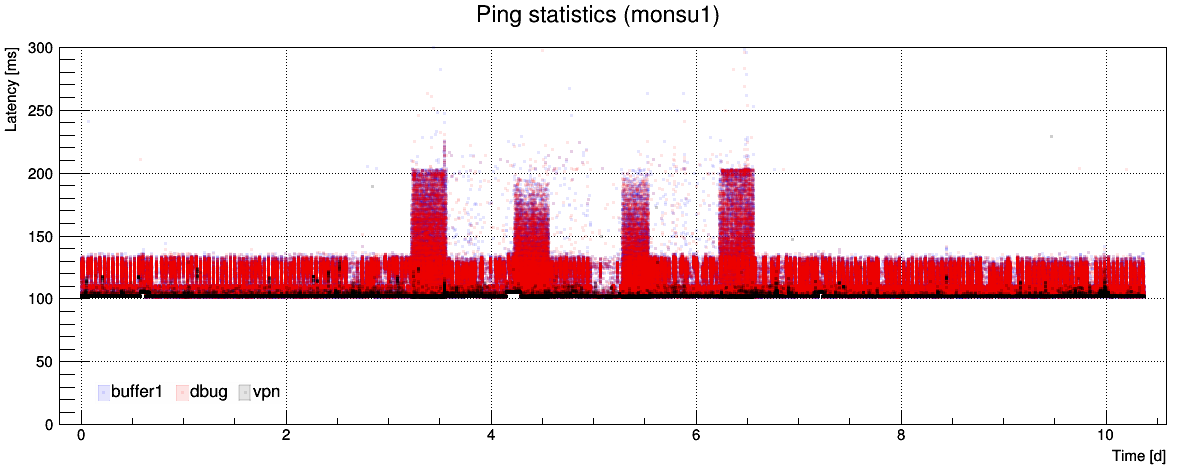 Ping statistics (monsu1)
Latency [ms]
300
250
200
150
100
50
0
buffer1 dbug vpn
0 2 4 6 8 10
Time [d]